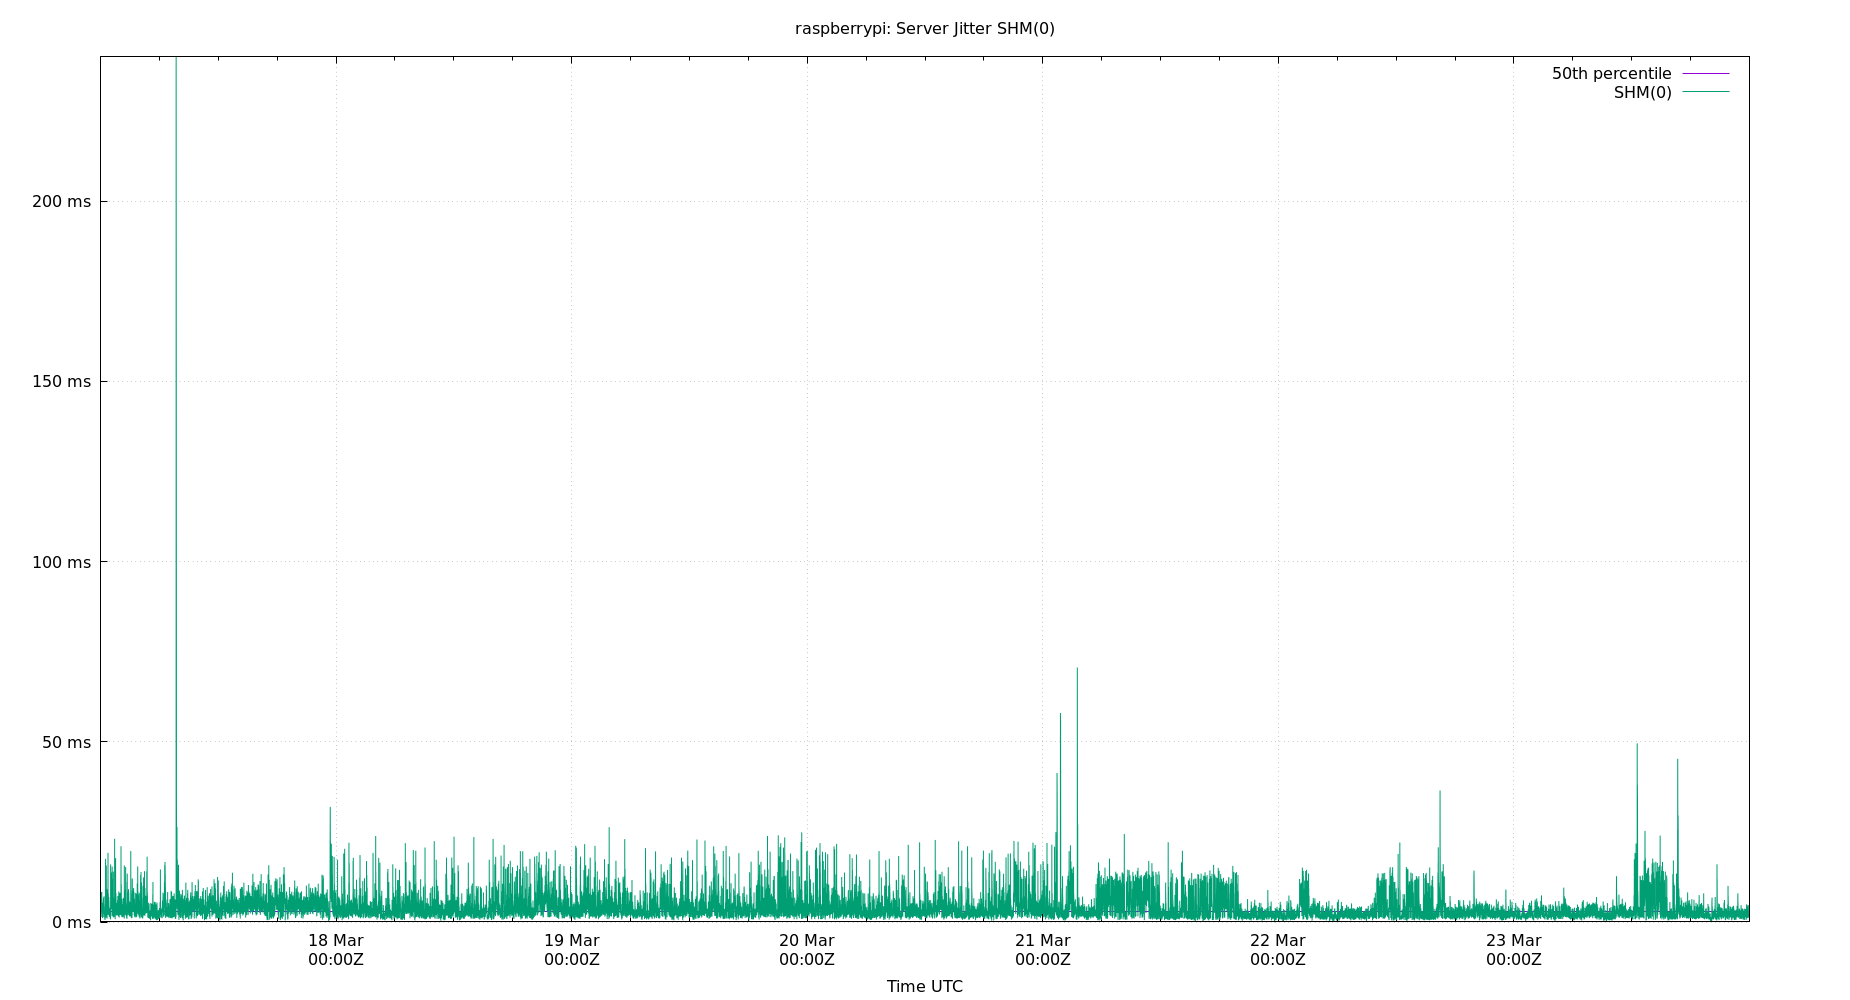 raspberrypi: Server Jitter SHM(0)
50th percentile
SHM(0)
200 ms
150 ms
100 ms
50 ms
0 ms
18 Mar 19 Mar 20 Mar 21 Mar 22 Mar 23 Mar
00:00Z 00:00Z 00:00Z 00:00Z 00:00Z 00:00Z
Time UTC